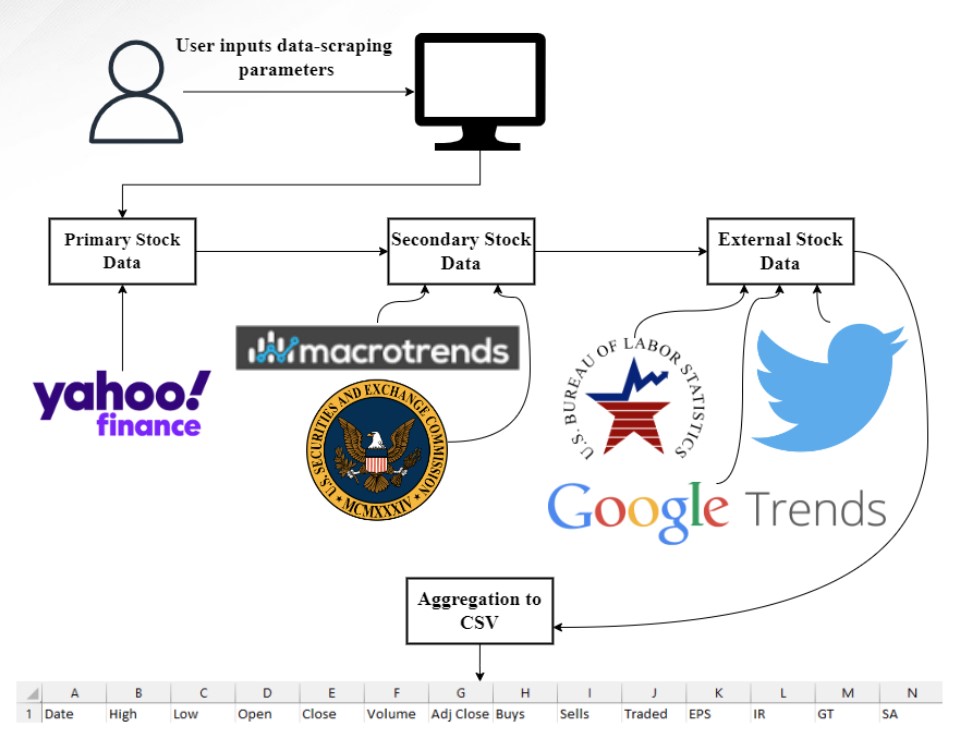 User inputs data-scraping
parameters
Primary Stock
Data
Secondary Stock
Data
External Stock
Data
yahoo!
finance
macrotrends
U.S. SECURITIES AND EXCHANGE COMMISSION
MCMXXXIV
U.S. BUREAU OF LABOR STATISTICS
Google Trends
Aggregation to
CSV
A B C D E F G H I J K L M N
1 Date High Low Open Close Volume Adj Close Buys Sells Traded EPS IR GT SA